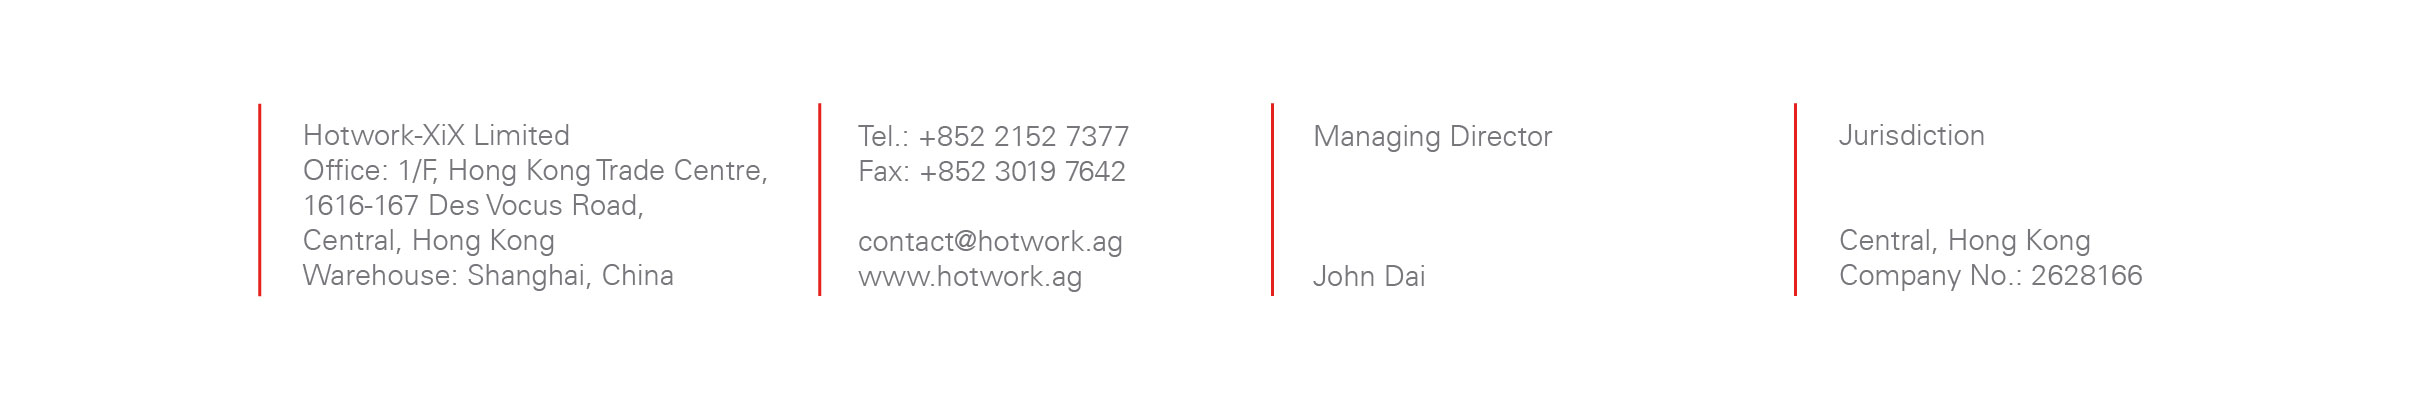 Hotwork-XiX Limited
Office: 1/F, Hong Kong Trade Centre,
1616-167 Des Vocus Road,
Central, Hong Kong
Warehouse: Shanghai, China
Tel.: +852 2152 7377
Fax: +852 3019 7642
contact@hotwork.ag
www.hotwork.ag
Managing Director
John Dai
Jurisdiction
Central, Hong Kong
Company No.: 2628166